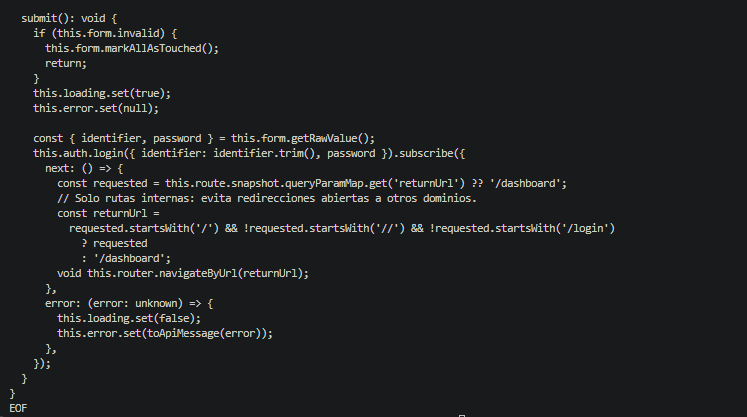 submit(): void {
if (this.form.invalid) {
this.form.markAllAsTouched();
return;
}
this.loading.set(true);
this.error.set(null);
const { identifier, password } = this.form.getRawValue();
this.auth.login({ identifier: identifier.trim(), password }).subscribe({
next: () => {
const requested = this.route.snapshot.queryParamMap.get('returnUrl') ?? '/dashboard';
// Solo rutas internas: evita redirecciones abiertas a otros dominios.
const returnUrl =
requested.startsWith('/') && !requested.startsWith('//') && !requested.startsWith('/login')
? requested
: '/dashboard';
void this.router.navigateByUrl(returnUrl);
},
error: (error: unknown) => {
this.loading.set(false);
this.error.set(toApiMessage(error));
},
});
}
}
EOF